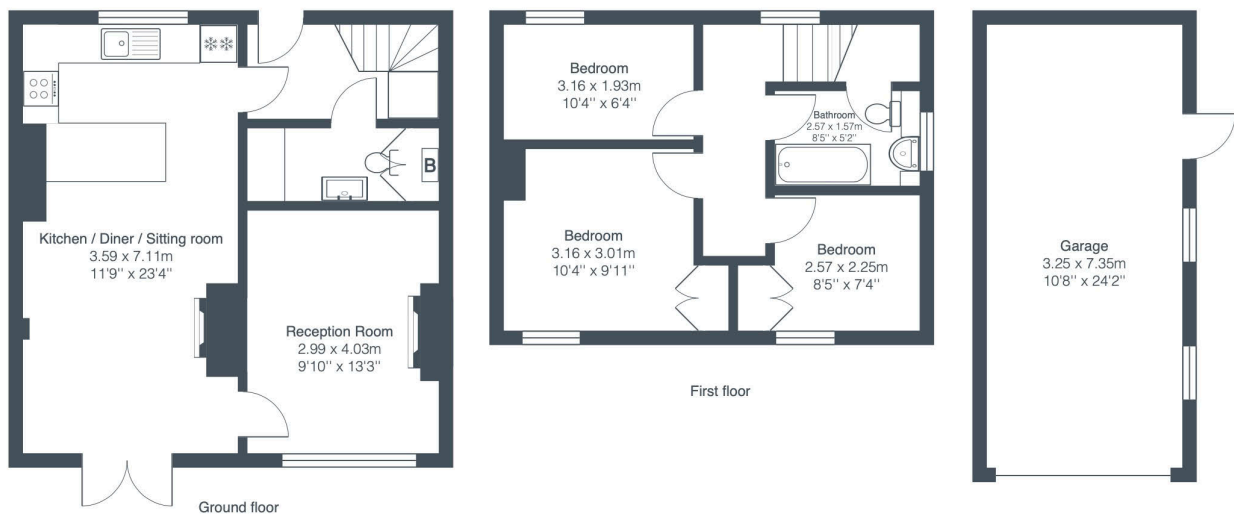 Kitchen / Diner / Sitting room
3.59 x 7.11m
11'9'' x 23'4''
B
Reception Room
2.99 x 4.03m
9'10'' x 13'3''
Ground floor
Bedroom
3.16 x 1.93m
10'4'' x 6'4''
Bathroom
2.57 x 1.57m
8'5'' x 5'2''
Bedroom
3.16 x 3.01m
10'4'' x 9'11''
Bedroom
2.57 x 2.25m
8'5'' x 7'4''
First floor
Garage
3.25 x 7.35m
10'8'' x 24'2''